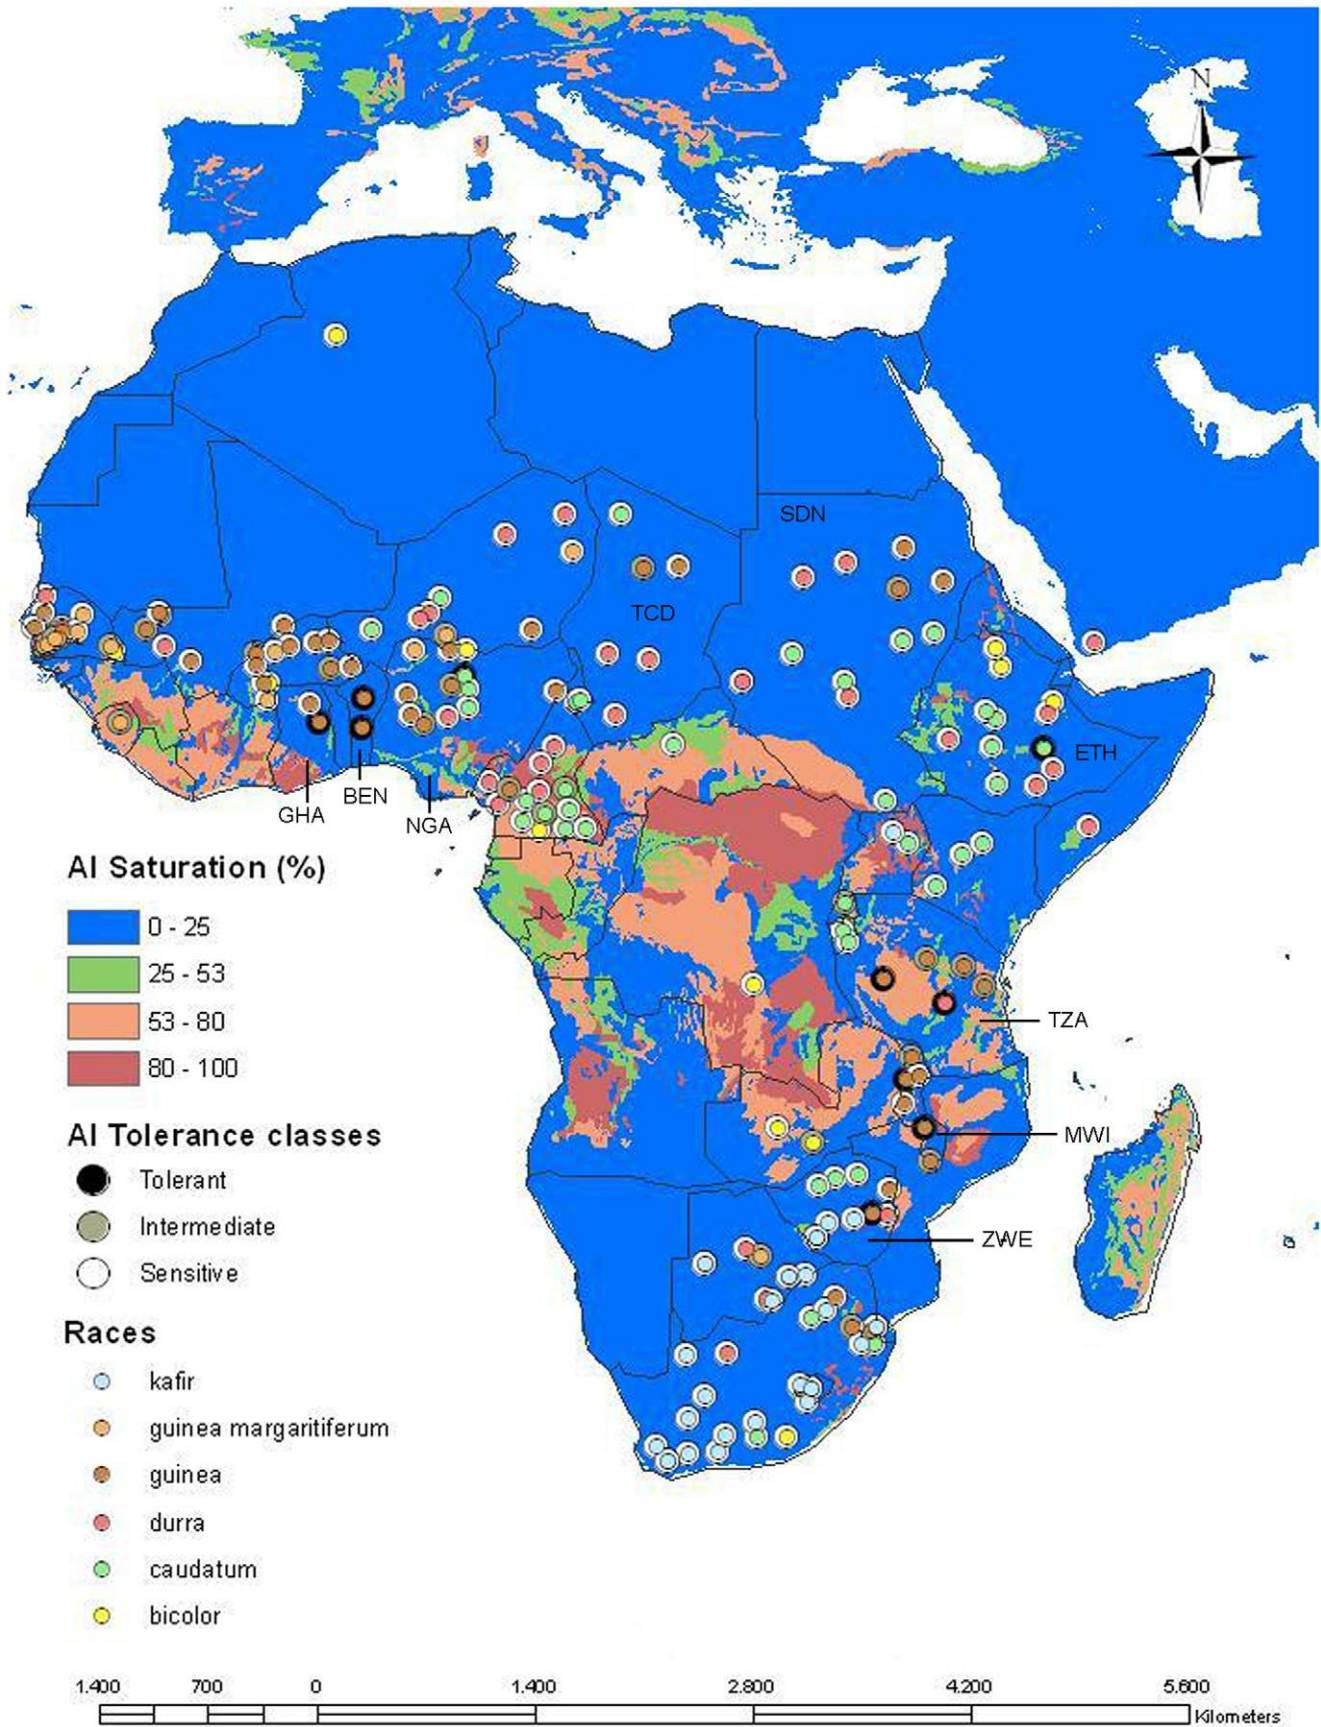 N
SDN
TCD
ETH
BEN
GHA
NGA
Al Saturation (%)
0 - 25
25 - 53
53 - 80
80 - 100
TZA
Al Tolerance classes
MWI
Tolerant
Intermediate
ZWE
Sensitive
Races
kafir
guinea margaritiferum
guinea
durra
caudatum
bicolor
1.400 700 0 1.400 2.800 4.200 5.600
Kilometers